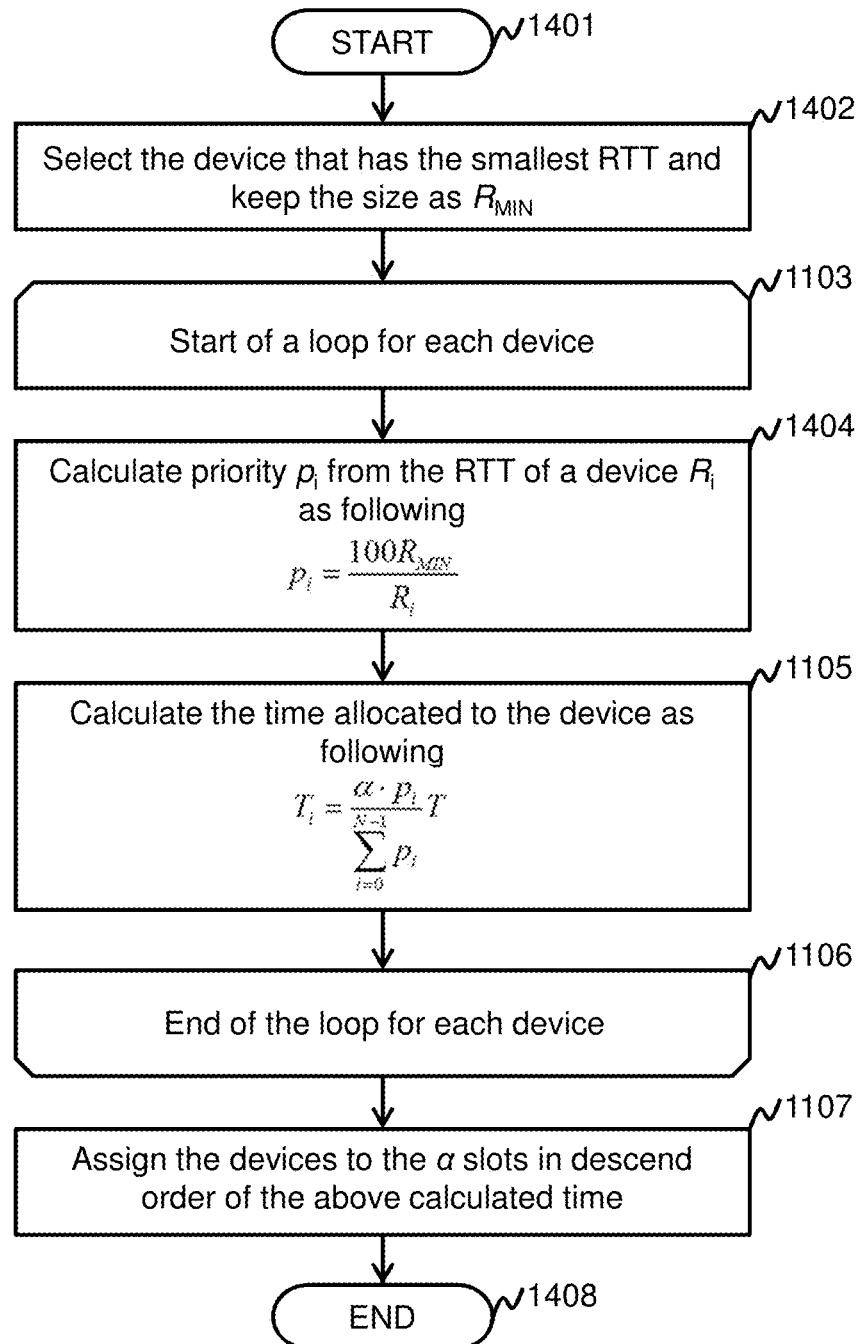 START
1401
1402
Select the device that has the smallest RTT and
keep the size as R_MIN
1103
Start of a loop for each device
1404
Calculate priority p_i from the RTT of a device R_i
as following
p_i = 100R_MIN / R_i
1105
Calculate the time allocated to the device as
following
T_i = α · p_i / ∑_{i=0}^{N-1} p_i T
1106
End of the loop for each device
1107
Assign the devices to the α slots in descend
order of the above calculated time
END
1408